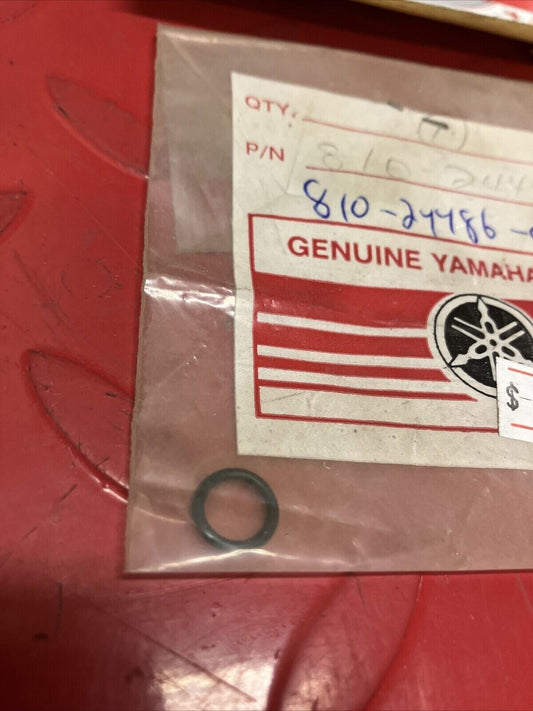 QTY.
P/N 810-244
810-24486-
GENUINE YAMAHA
$